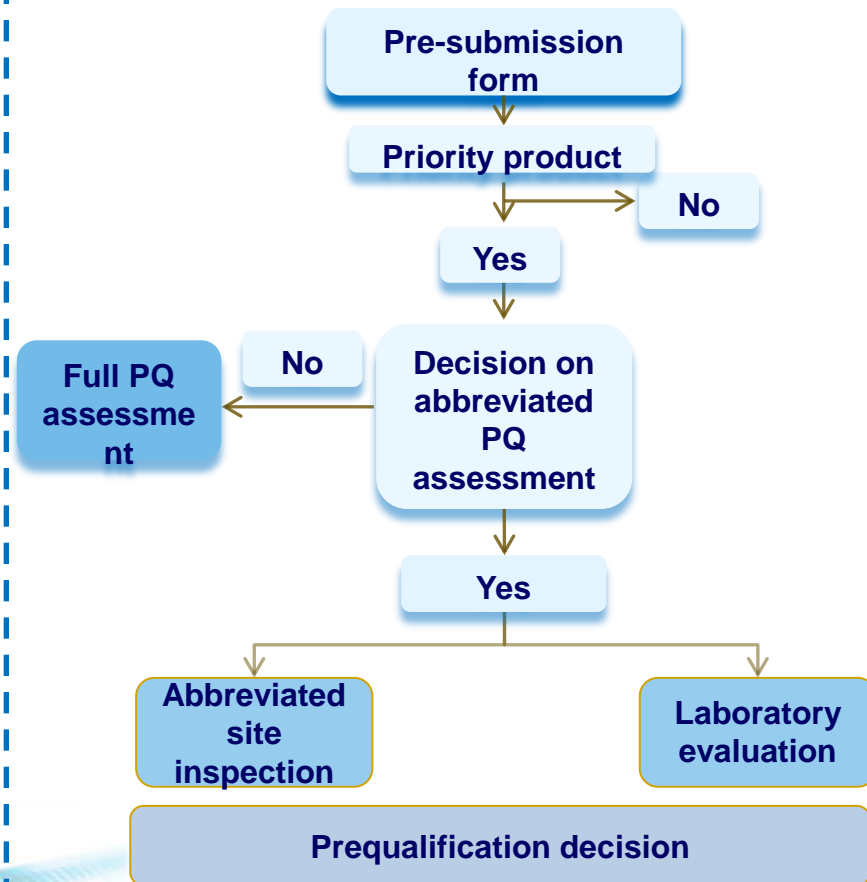 Pre-submission
form
Priority product
No
Yes
No
Decision on
abbreviated
PQ
assessment
Full PQ
assessme
nt
Yes
Abbreviated
site
inspection
Laboratory
evaluation
Prequalification decision